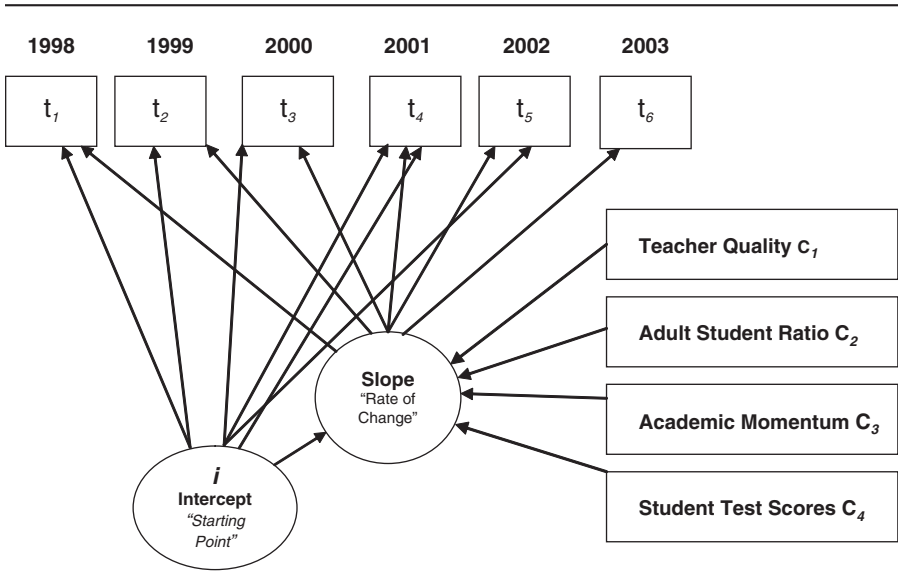 1998 1999 2000 2001 2002 2003
t1 t2 t3 t4 t5 t6
Teacher Quality C1
Adult Student Ratio C2
Slope
“Rate of
Change”
Academic Momentum C3
i
Intercept
“Starting
Point”
Student Test Scores C4